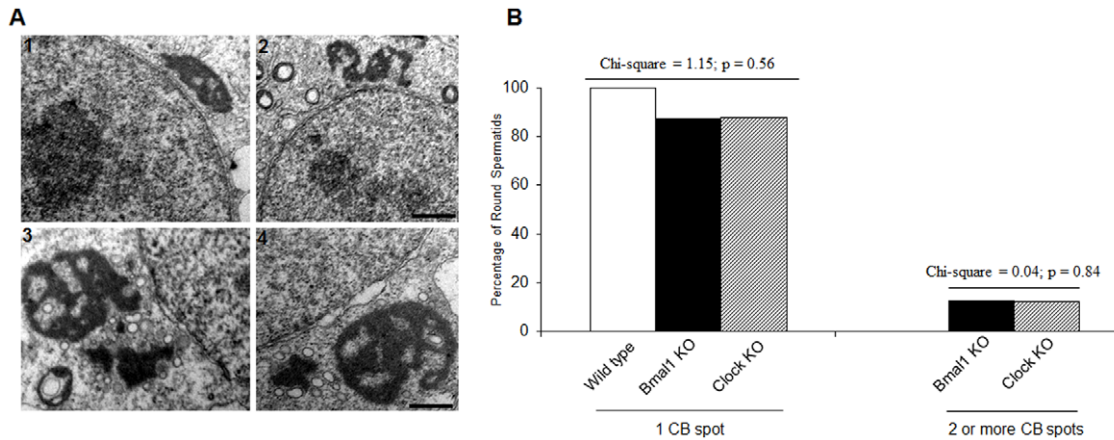 A
1
2
3
4
B
Chi-square = 1.15; p = 0.56
Percentage of Round Spermatids
100
80
60
40
20
0
Chi-square = 0.04; p = 0.84
Wild type
Bmal1 KO
Clock KO
Bmal1 KO
Clock KO
1 CB spot
2 or more CB spots